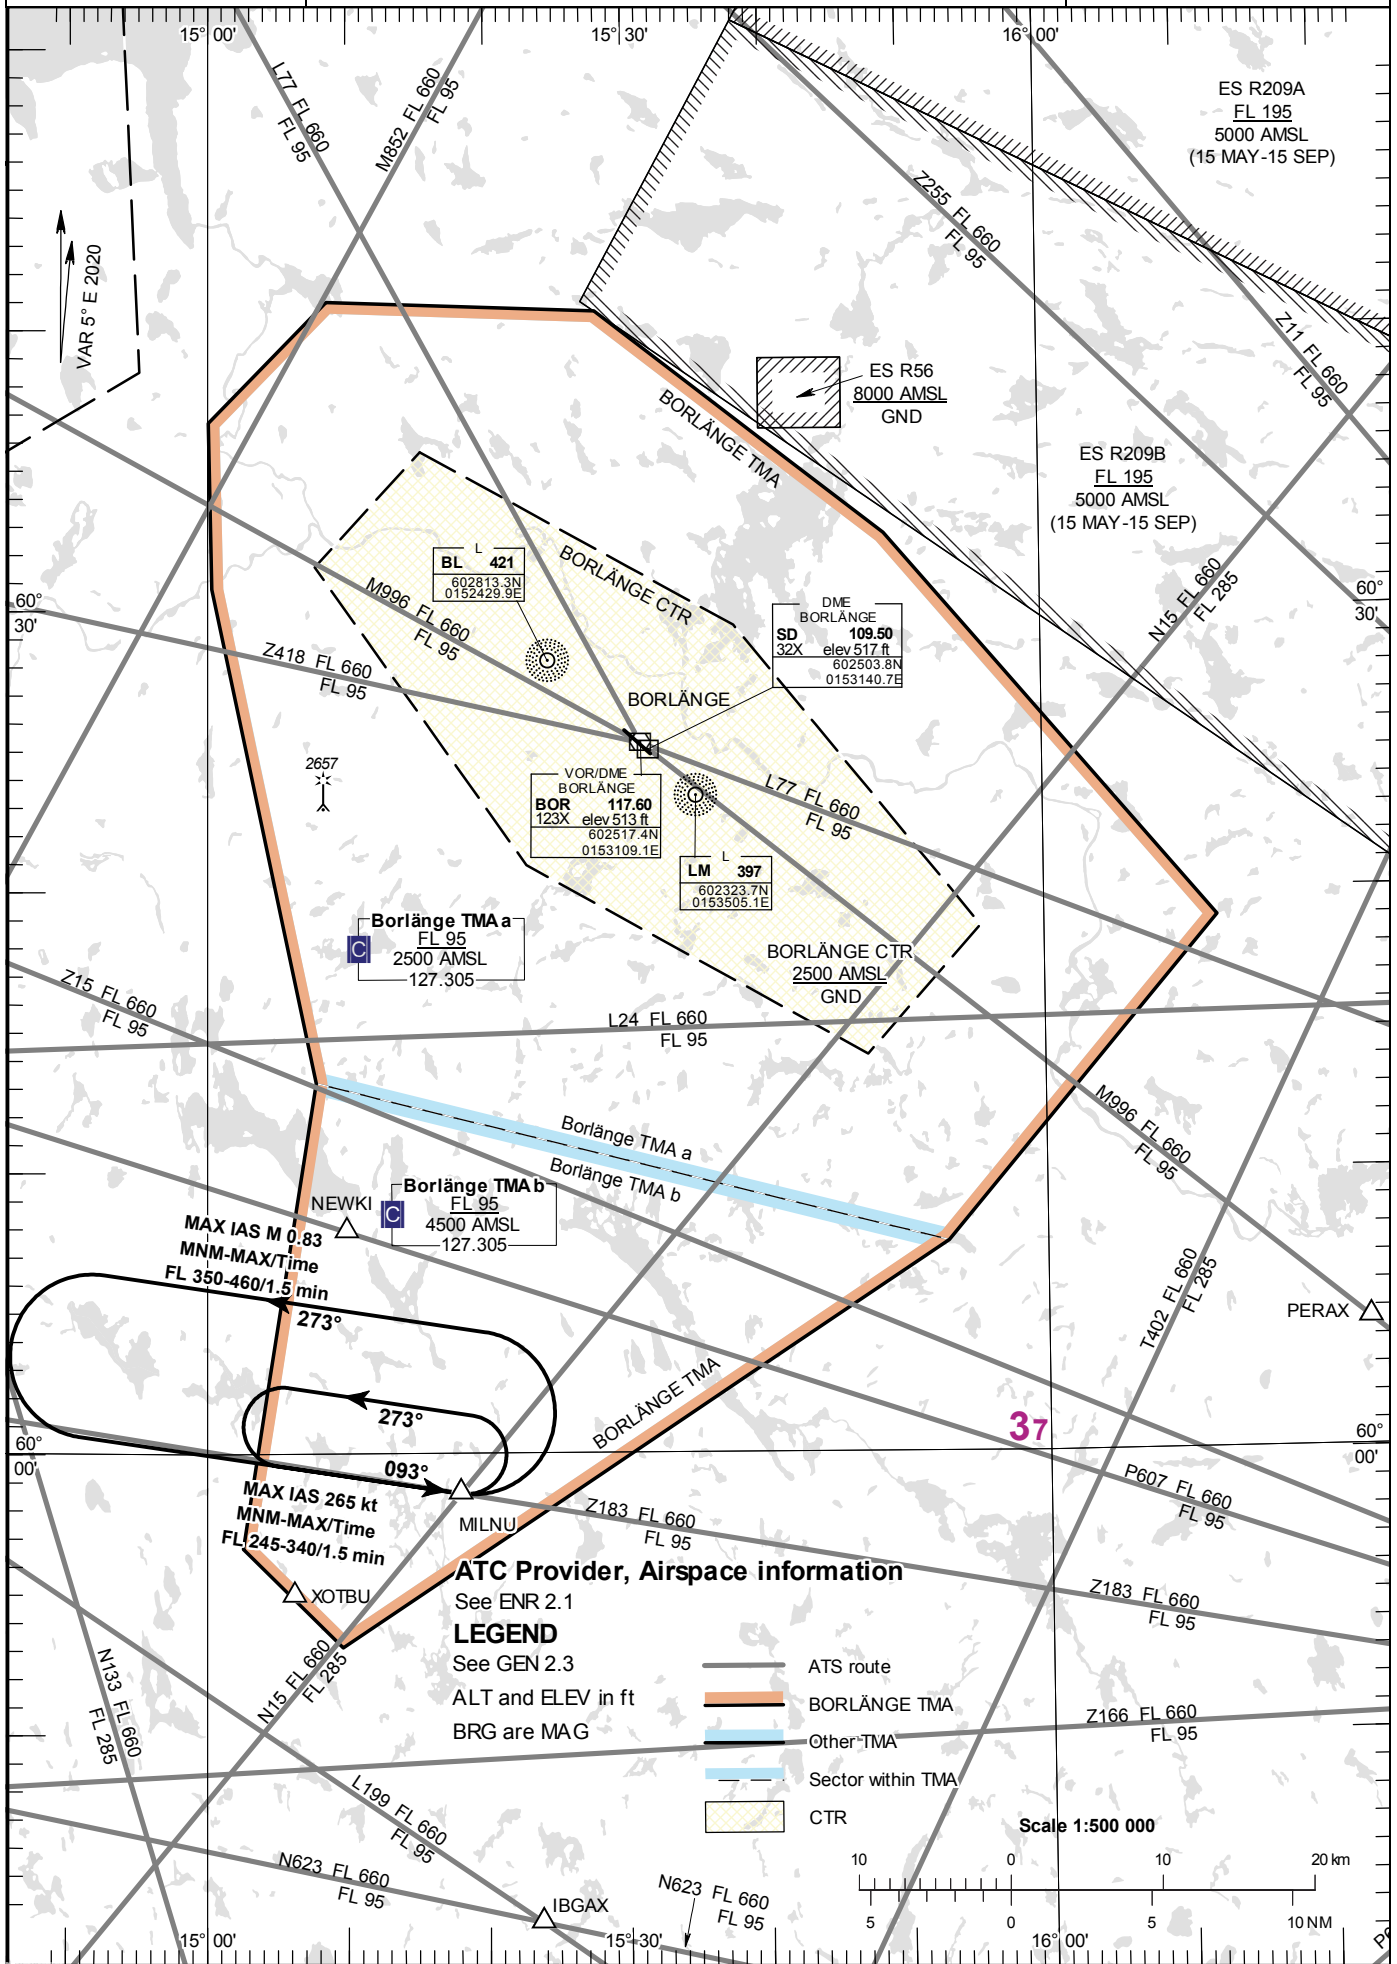 15° 00'
15° 30'
16° 00'
L77 FL 660
FL 95
M852 FL 660
FL 95
ES R209A
FL 195
5000 AMSL
(15 MAY-15 SEP)
Z255 FL 660
FL 95
VAR 5° E 2020
Z11 FL 660
FL 95
ES R56
8000 AMSL
GND
BORLÄNGE TMA
ES R209B
FL 195
5000 AMSL
(15 MAY-15 SEP)
L
BL 421
602813.3N
0152429.9E
BORLÄNGE CTR
M996 FL 660
FL 95
N15 FL 660
FL 285
60°
30'
60°
30'
DME
BORLÄNGE
SD 109.50
32X elev 517 ft
602503.8N
0153140.7E
Z418 FL 660
FL 95
BORLÄNGE
2657
VOR/DME
BORLÄNGE
BOR 117.60
123X elev 513 ft
602517.4N
0153109.1E
L77 FL 660
FL 95
L
LM 397
602323.7N
0153505.1E
Borlänge TMA a
C
FL 95
2500 AMSL
127.305
BORLÄNGE CTR
2500 AMSL
GND
Z15 FL 660
FL 95
L24 FL 660
FL 95
M996 FL 660
FL 95
Borlänge TMA a
Borlänge TMA b
Borlänge TMA b
C
FL 95
4500 AMSL
127.305
NEWKI
MAX IAS M 0.83
MNM-MAX/Time
FL 350-460/1.5 min
273°
T402 FL 660
FL 285
PERAX
BORLÄNGE TMA
273°
37
60°
00'
60°
00'
093°
MAX IAS 265 kt
MNM-MAX/Time
FL 245-340/1.5 min
MILNU
P607 FL 660
FL 95
Z183 FL 660
FL 95
XOTBU
Z183 FL 660
FL 95
ATC Provider, Airspace information
See ENR 2.1
LEGEND
See GEN 2.3
ALT and ELEV in ft
BRG are MAG
ATS route
BORLÄNGE TMA
Other TMA
Sector within TMA
CTR
N15 FL 660
FL 285
N133 FL 660
FL 285
Z166 FL 660
FL 95
L199 FL 660
FL 95
Scale 1:500 000
10 0 10 20 km
5 0 5 10 NM
N623 FL 660
FL 95
N623 FL 660
FL 95
IBGAX
15° 00'
15° 30'
16° 00'